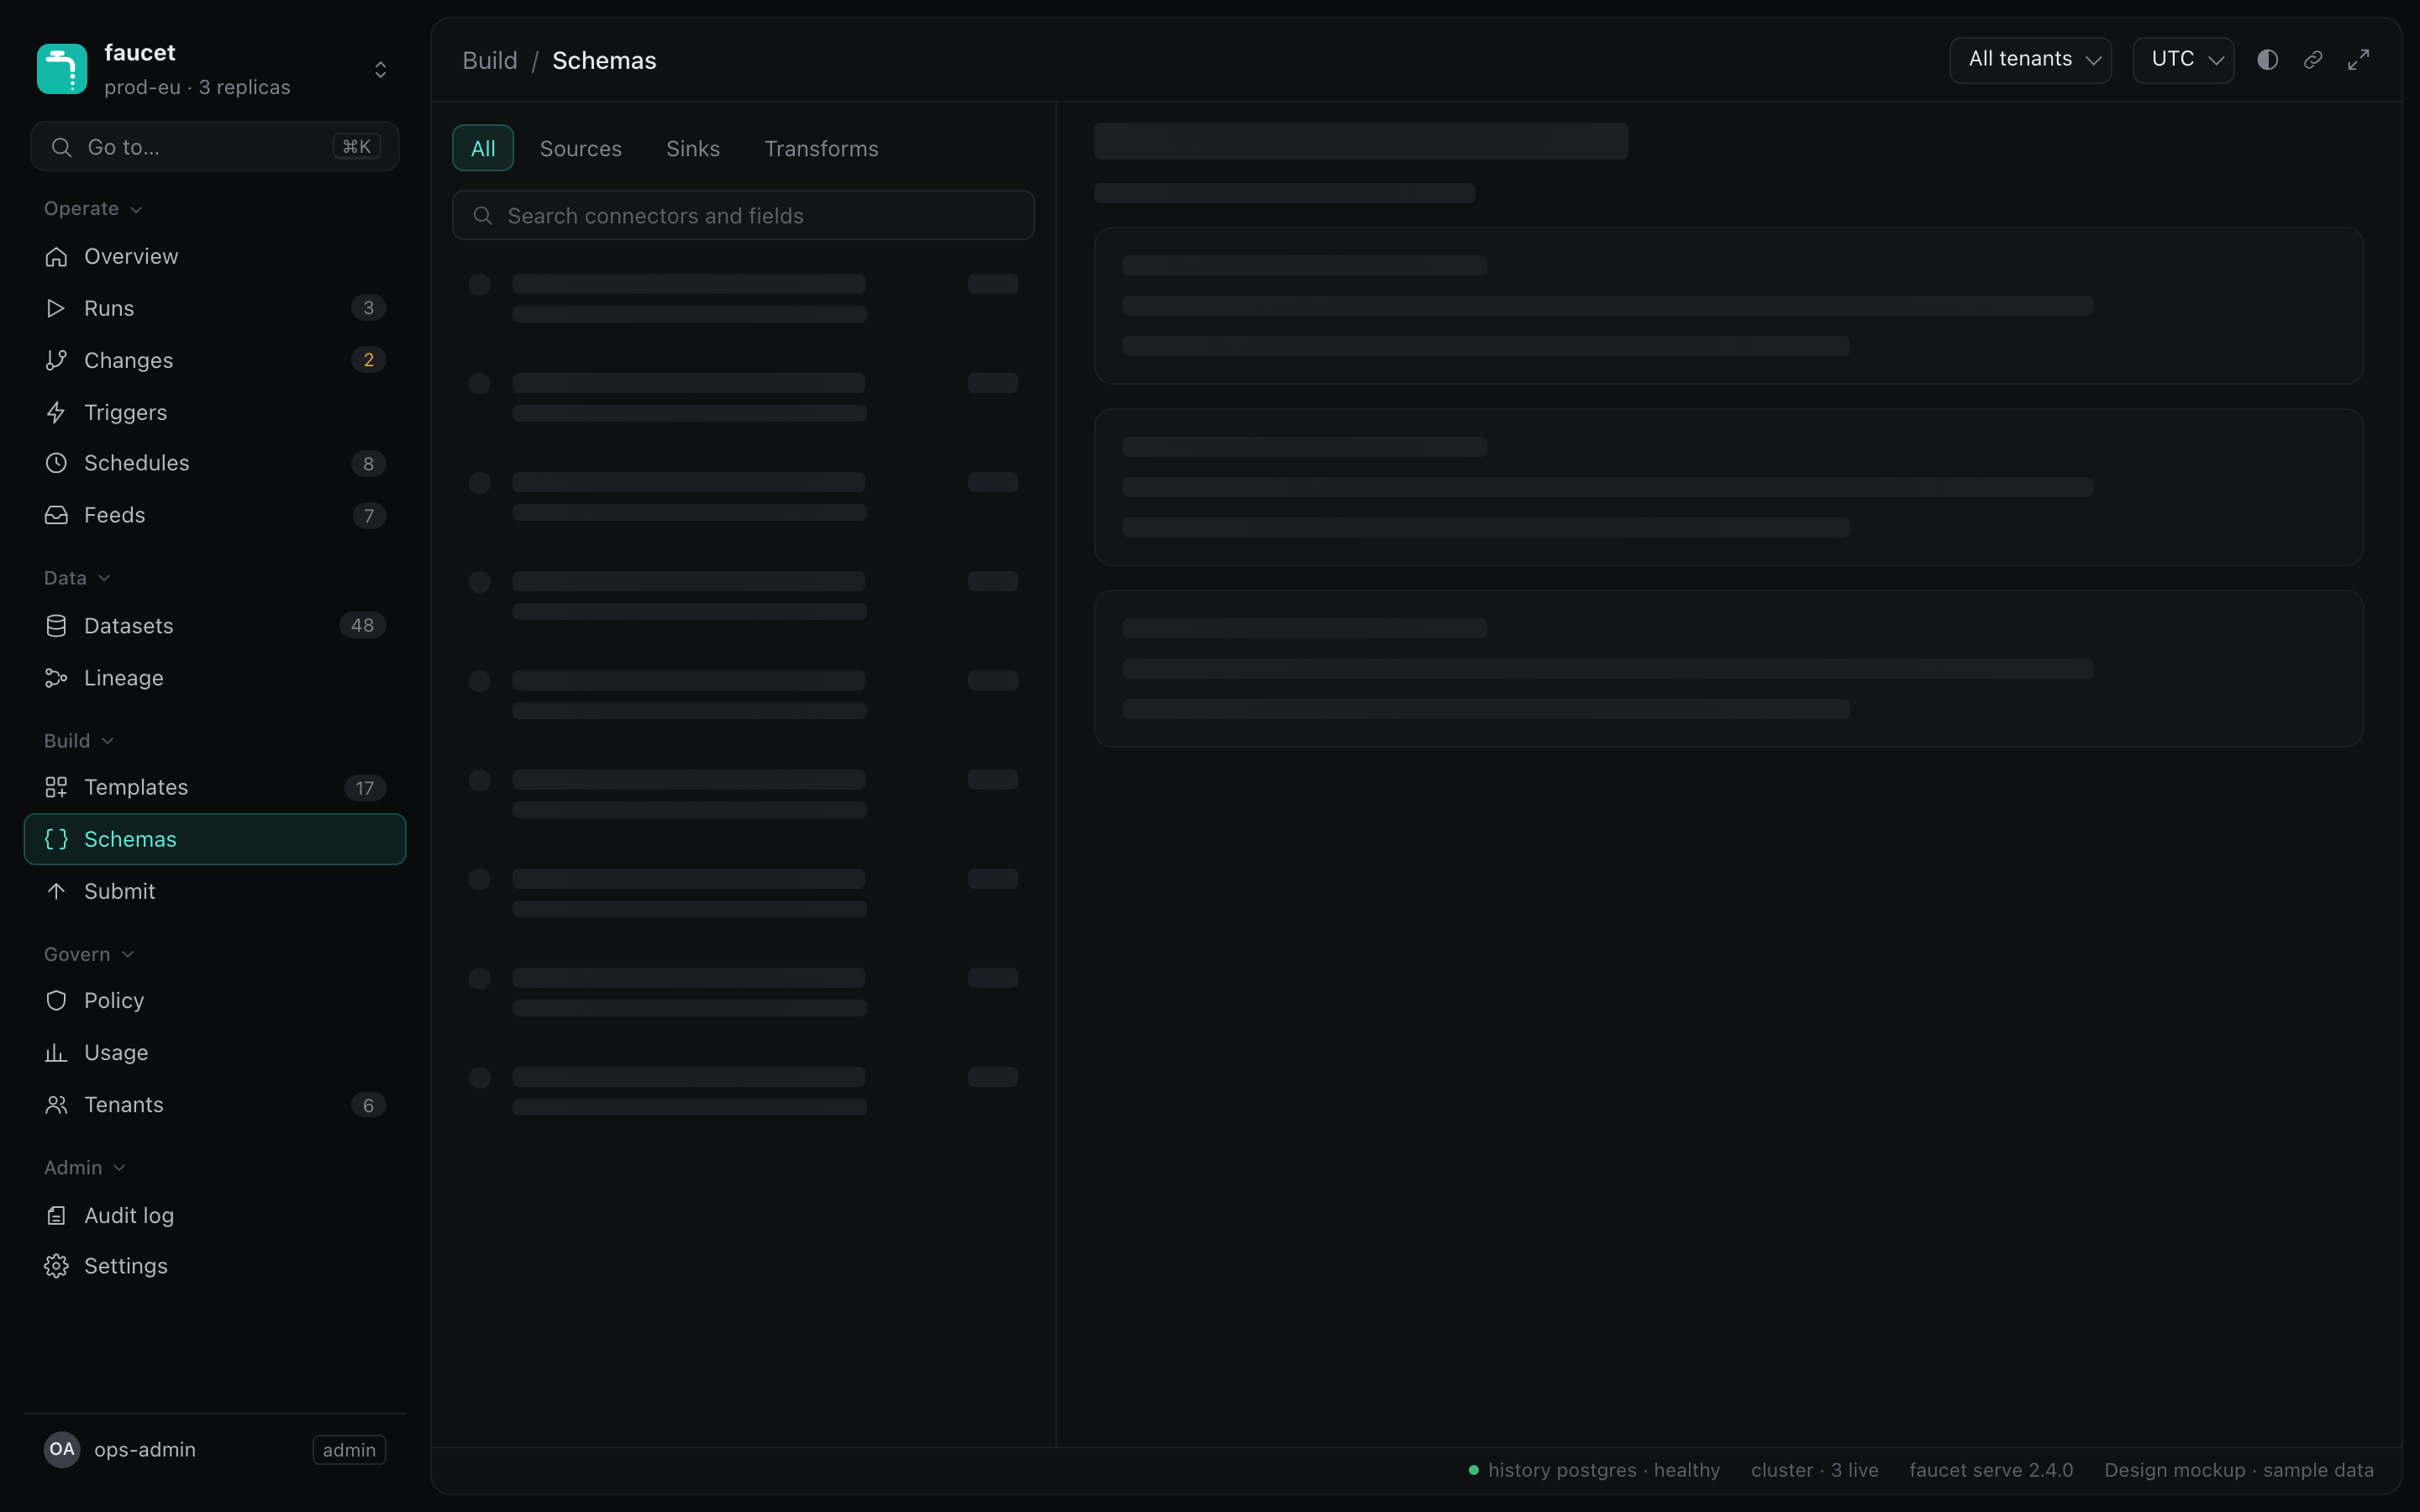 faucet
prod-eu · 3 replicas
Go to... ⌘K
Operate
Overview
Runs 3
Changes 2
Triggers
Schedules 8
Feeds 7
Data
Datasets 48
Lineage
Build
Templates 17
Schemas
Submit
Govern
Policy
Usage
Tenants 6
Admin
Audit log
Settings
OA ops-admin admin
Build / Schemas
All tenants UTC
All Sources Sinks Transforms
Search connectors and fields
history postgres · healthy cluster · 3 live faucet serve 2.4.0 Design mockup · sample data